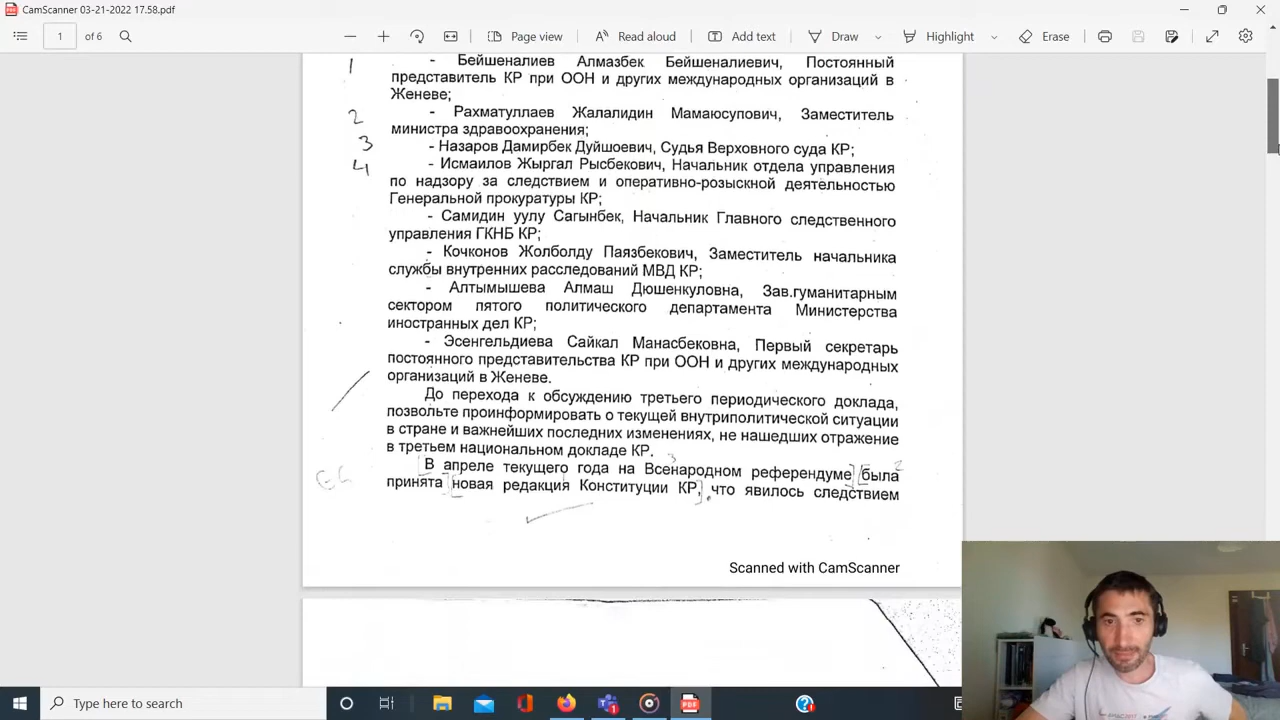 CamScanner 03-21-2022 17.58.pdf
1 of 6 Page view Read aloud Add text Draw Highlight Erase
1 - Бейшеналиев Алмазбек Бейшеналиевич, Постоянный
представитель КР при ООН и других международных организаций в
Женеве;
2 - Рахматуллаев Жалалидин Мамаюсупович, Заместитель
министра здравоохранения;
3 - Назаров Дамирбек Дуйшоевич, Судья Верховного суда КР;
4 - Исмаилов Жыргал Рысбекович, Начальник отдела управления
по надзору за следствием и оперативно-розыскной деятельностью
Генеральной прокуратуры КР;
- Самидин уулу Сагынбек, Начальник Главного следственного
управления ГКНБ КР;
- Кочконов Жолболду Паязбекович, Заместитель начальника
службы внутренних расследований МВД КР;
- Алтымышева Алмаш Дюшенкуловна, Зав.гуманитарным
сектором пятого политического департамента Министерства
иностранных дел КР;
- Эсенгельдиева Сайкал Манасбековна, Первый секретарь
постоянного представительства КР при ООН и других международных
организаций в Женеве.
До перехода к обсуждению третьего периодического доклада,
позвольте проинформировать о текущей внутриполитической ситуации
в стране и важнейших последних изменениях, не нашедших отражение
в третьем национальном докладе КР.
[В апреле текущего года на Всенародном референдуме] [была
принята] [новая редакция Конституции КР], что явилось следствием
Scanned with CamScanner
Type here to search